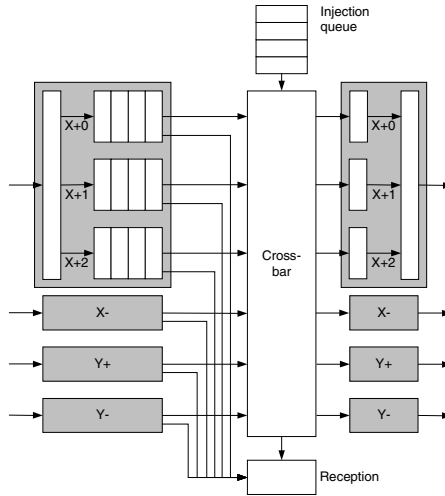 Injection
queue
X+0
X+0
X+1
X+1
X+2
X+2
Cross-
bar
X-
X-
Y+
Y+
Y-
Y-
Reception